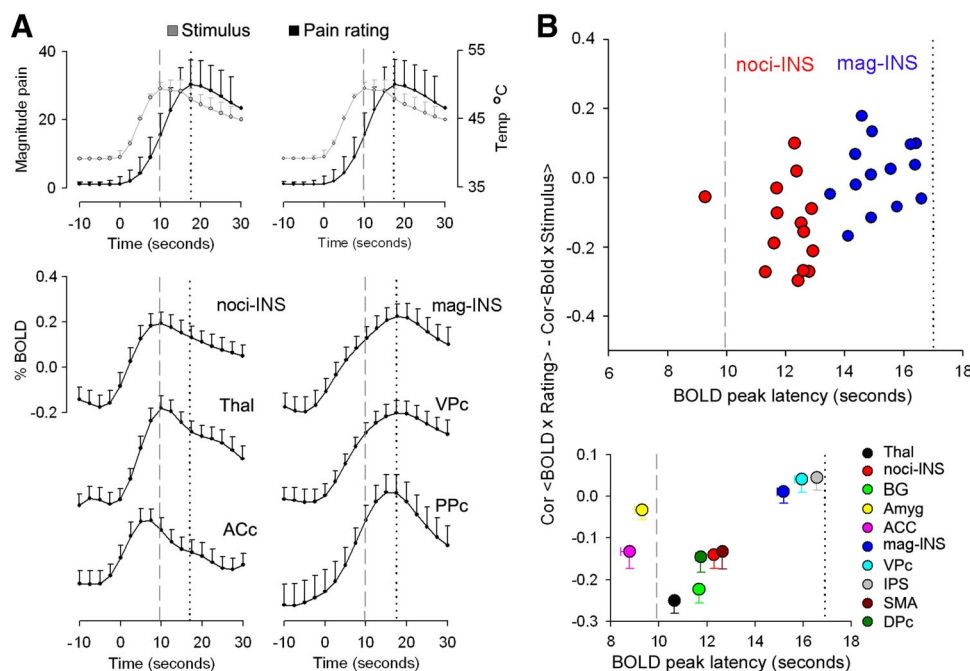 A
Stimulus
Pain rating
Magnitude pain
40
20
0
-10 0 10 20 30
Time (seconds)
-10 0 10 20 30
Time (seconds)
55
45
35
Temp °C
% BOLD
0.2
0.0
-0.2
noci-INS
mag-INS
Thal
VPc
ACc
PPc
-10 0 10 20 30
Time (seconds)
-10 0 10 20 30
Time (seconds)
B
Cor <BOLD x Rating> - Cor<Bold x Stimulus>
noci-INS
mag-INS
0.4
0.2
0.0
-0.2
-0.4
6 8 10 12 14 16 18
BOLD peak latency (seconds)
0.1
0.0
-0.1
-0.2
-0.3
8 10 12 14 16 18
BOLD peak latency (seconds)
Thal
noci-INS
BG
Amyg
ACC
mag-INS
VPc
IPS
SMA
DPc